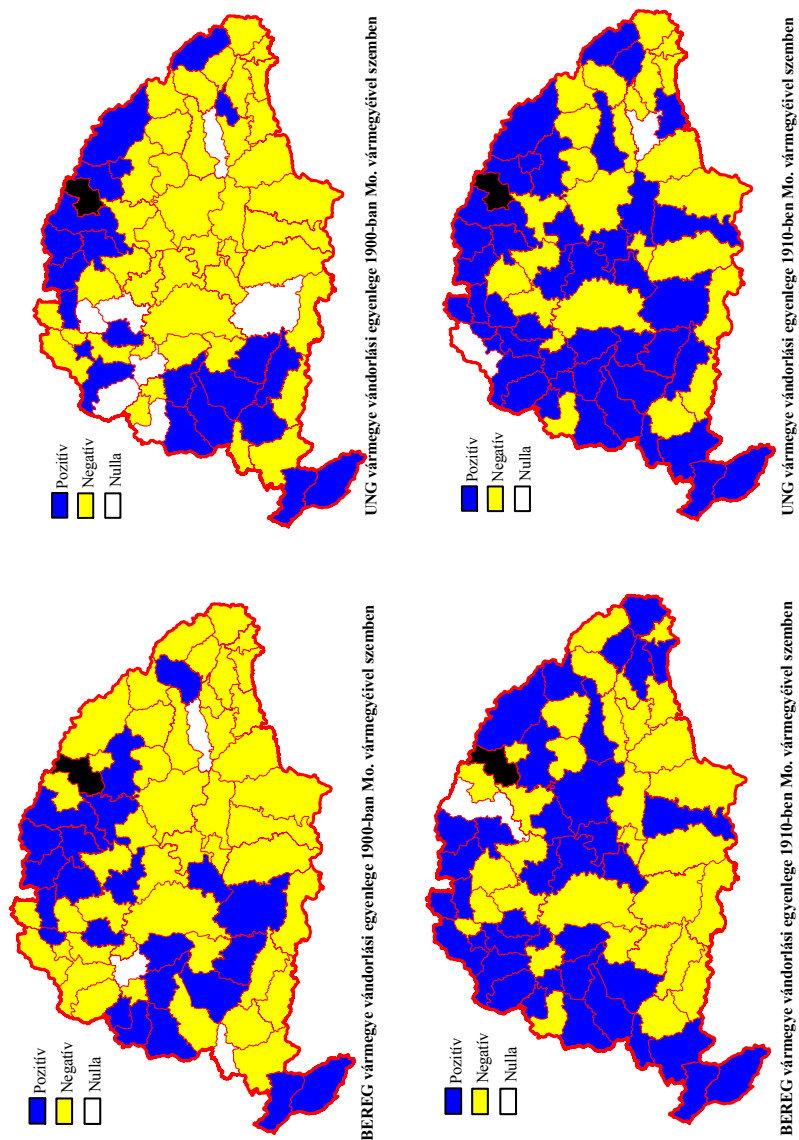 Pozitív
Negatív
Nulla
UNG vármegye vándorlási egyenlege 1900-ban Mo. vármegyéivel szemben
Pozitív
Negatív
Nulla
UNG vármegye vándorlási egyenlege 1910-ben Mo. vármegyéivel szemben
Pozitív
Negatív
Nulla
BEREG vármegye vándorlási egyenlege 1900-ban Mo. vármegyéivel szemben
Pozitív
Negatív
Nulla
BEREG vármegye vándorlási egyenlege 1910-ben Mo. vármegyéivel szemben